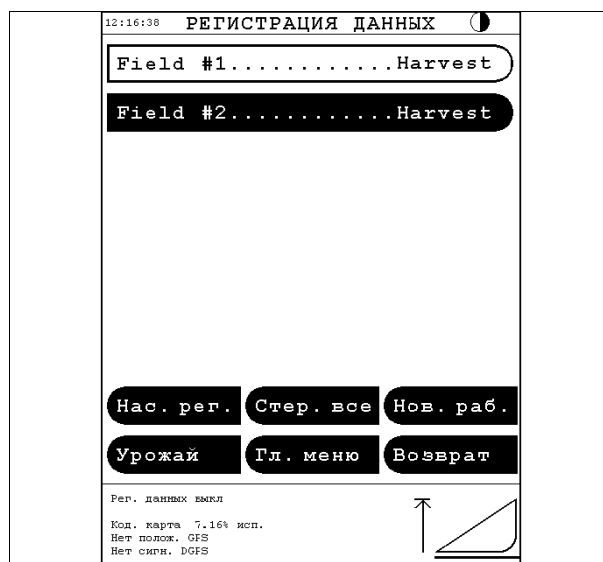 12:16:38 РЕГИСТРАЦИЯ ДАННЫХ
Field #1............Harvest
Field #2............Harvest
Нас. рег. Стер. все Нов. раб.
Урожай Гл. меню Возврат
Рег. данных выкл
Код. карта 7.16% исп.
Нет полож. GPS
Нет сигн. DGPS